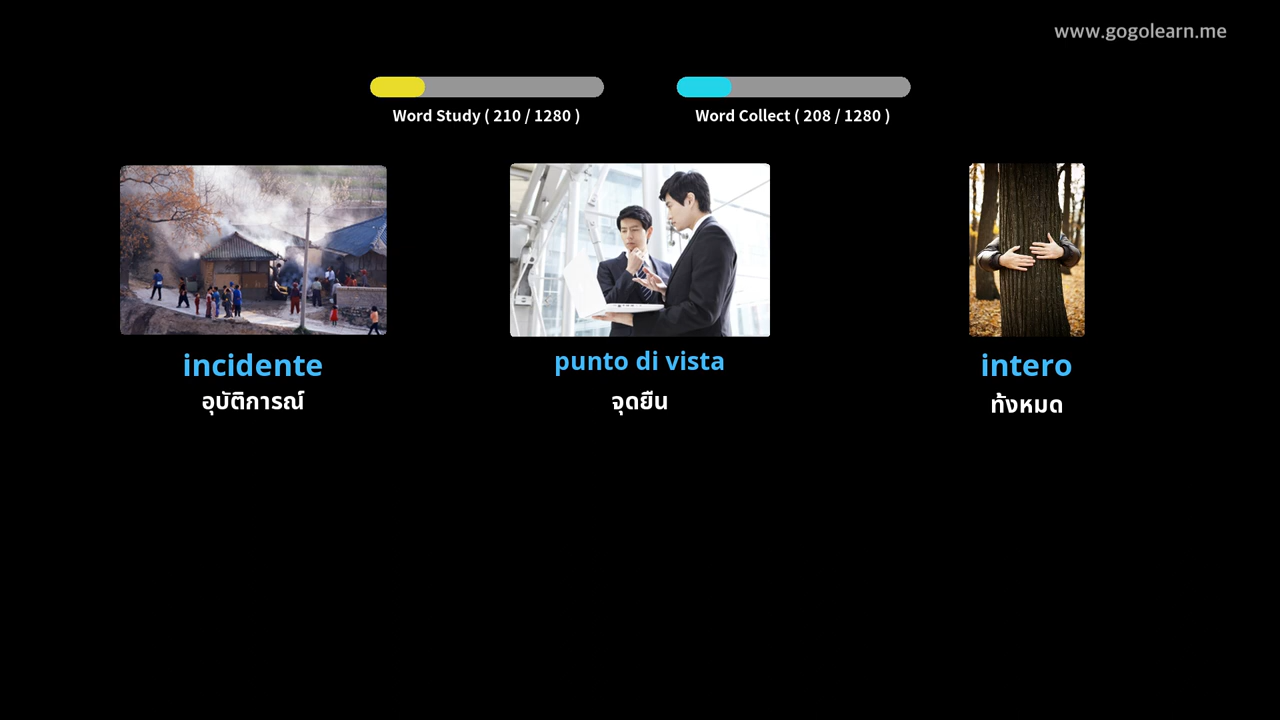 www.gogolearn.me
Word Study ( 210 / 1280 )
Word Collect ( 208 / 1280 )
incidente
อุบัติการณ์
punto di vista
จุดยืน
intero
ทั้งหมด